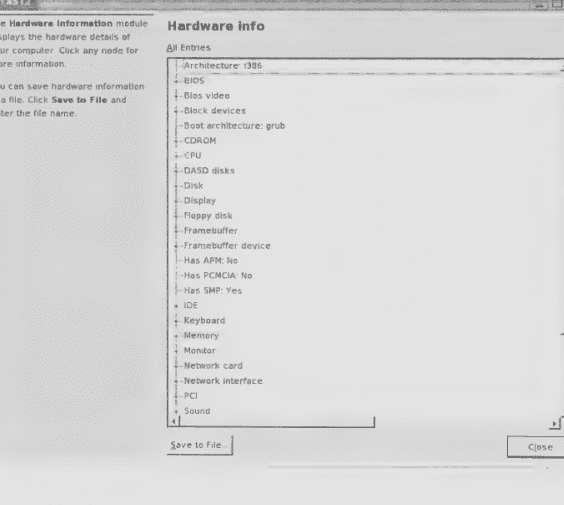 Hardware Information module
splays the hardware details of
ur computer. Click any node for
re information.
u can save hardware information
a file. Click Save to File and
ter the file name.
Hardware info
All Entries
Architecture: i386
BIOS
Bios video
Block devices
Boot architecture: grub
CDROM
CPU
DASD disks
Disk
Display
Floppy disk
Framebuffer
Framebuffer device
Has APM: No
Has PCMCIA: No
Has SMP: Yes
IDE
Keyboard
Memory
Monitor
Network card
Network interface
PCI
Sound
Save to File...
Close